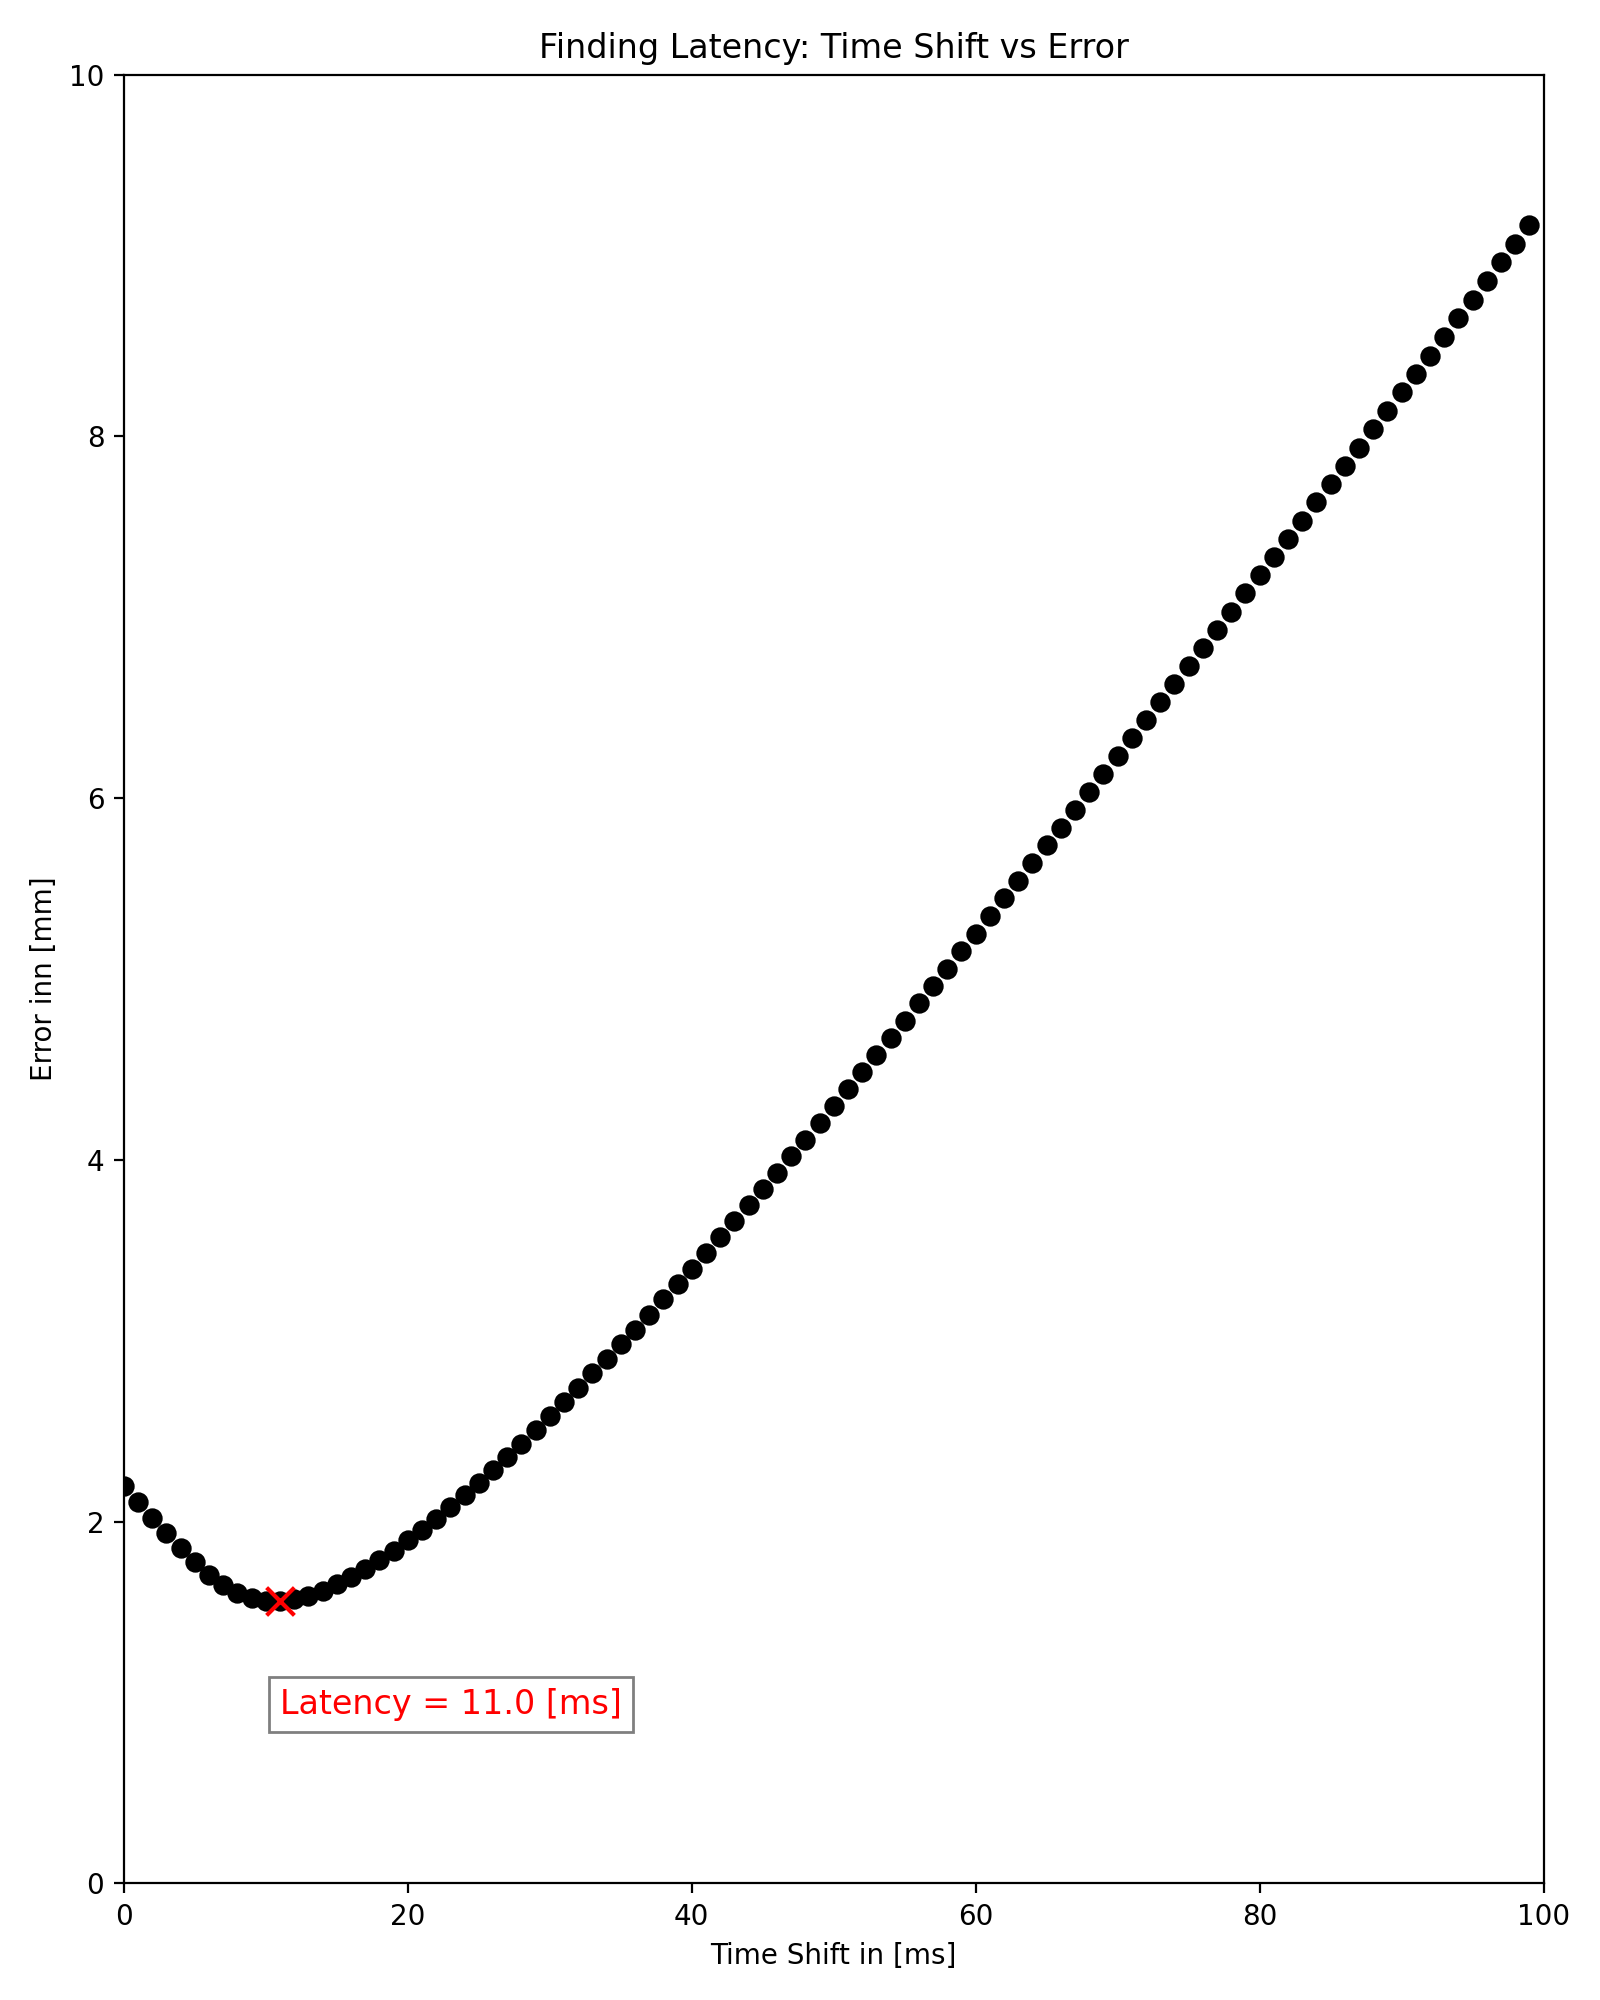 Finding Latency: Time Shift vs Error
10
8
6
4
2
0
Error inn [mm]
Latency = 11.0 [ms]
0 20 40 60 80 100
Time Shift in [ms]